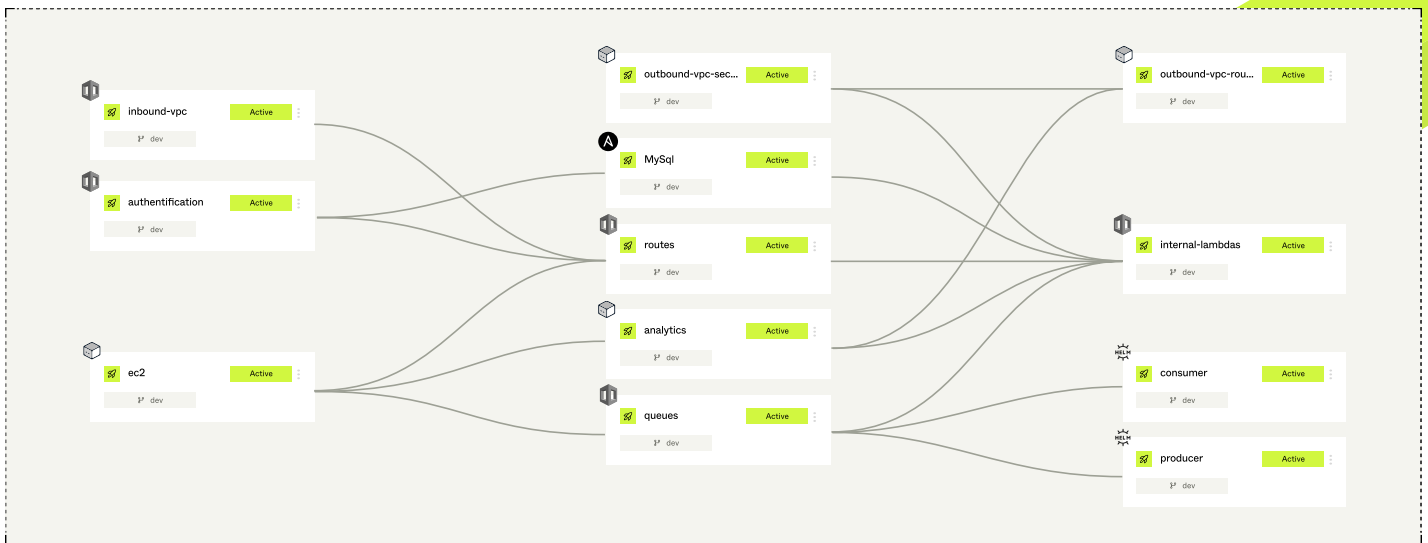 inbound-vpc
Active
dev
authentification
Active
dev
ec2
Active
dev
outbound-vpc-sec...
Active
dev
MySql
Active
dev
routes
Active
dev
analytics
Active
dev
queues
Active
dev
outbound-vpc-rou...
Active
dev
internal-lambdas
Active
dev
HELM
consumer
Active
dev
HELM
producer
Active
dev